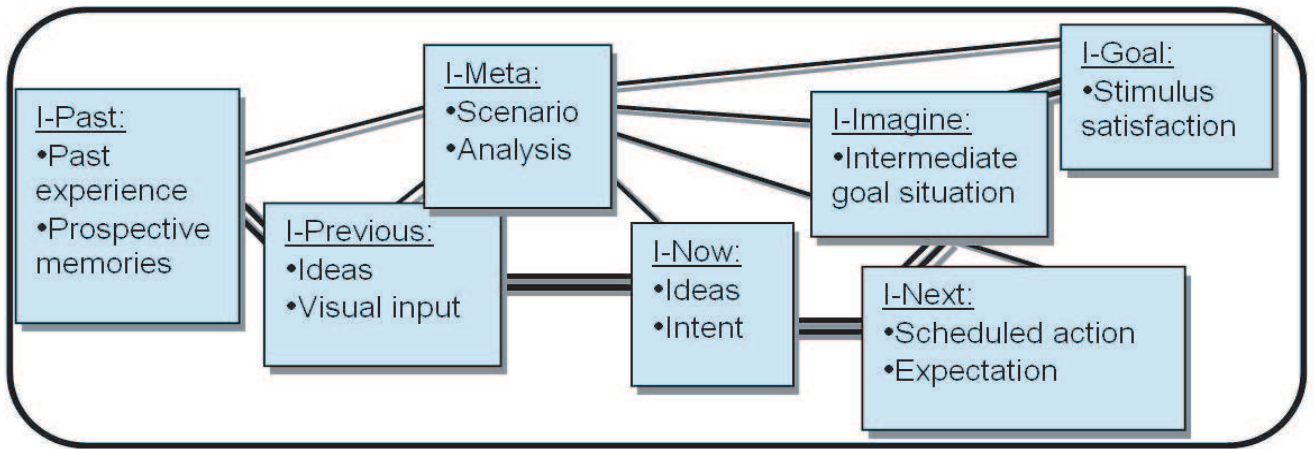 I-Past:
•Past
experience
•Prospective
memories
I-Previous:
•Ideas
•Visual input
I-Meta:
•Scenario
•Analysis
I-Now:
•Ideas
•Intent
I-Imagine:
•Intermediate
goal situation
I-Next:
•Scheduled action
•Expectation
I-Goal:
•Stimulus
satisfaction